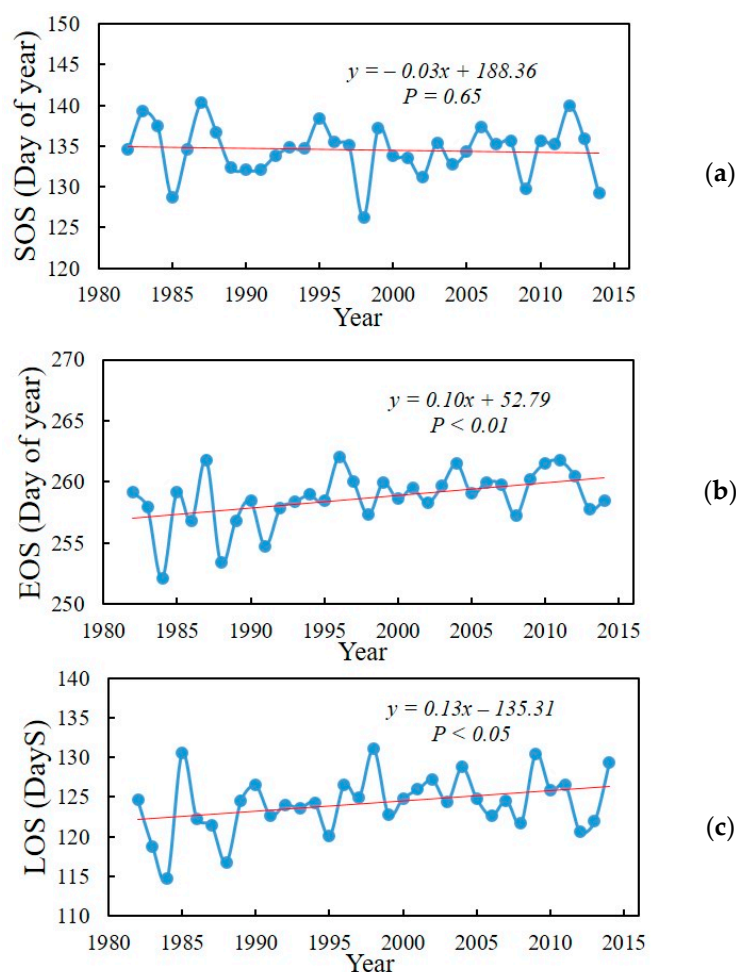 150
145
140
135
130
125
120
SOS (Day of year)
y = – 0.03x + 188.36
P = 0.65
(a)
1980 1985 1990 1995 2000 2005 2010 2015
Year
270
265
260
255
250
EOS (Day of year)
y = 0.10x + 52.79
P < 0.01
(b)
1980 1985 1990 1995 2000 2005 2010 2015
Year
140
135
130
125
120
115
110
LOS (DayS)
y = 0.13x – 135.31
P < 0.05
(c)
1980 1985 1990 1995 2000 2005 2010 2015
Year